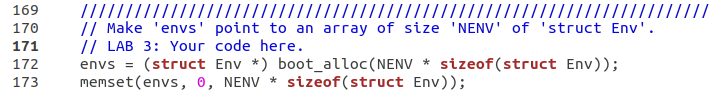 169 //////////////////////////////////////////////////////////////////////
170 // Make 'envs' point to an array of size 'NENV' of 'struct Env'.
171 // LAB 3: Your code here.
172 envs = (struct Env *) boot_alloc(NENV * sizeof(struct Env));
173 memset(envs, 0, NENV * sizeof(struct Env));